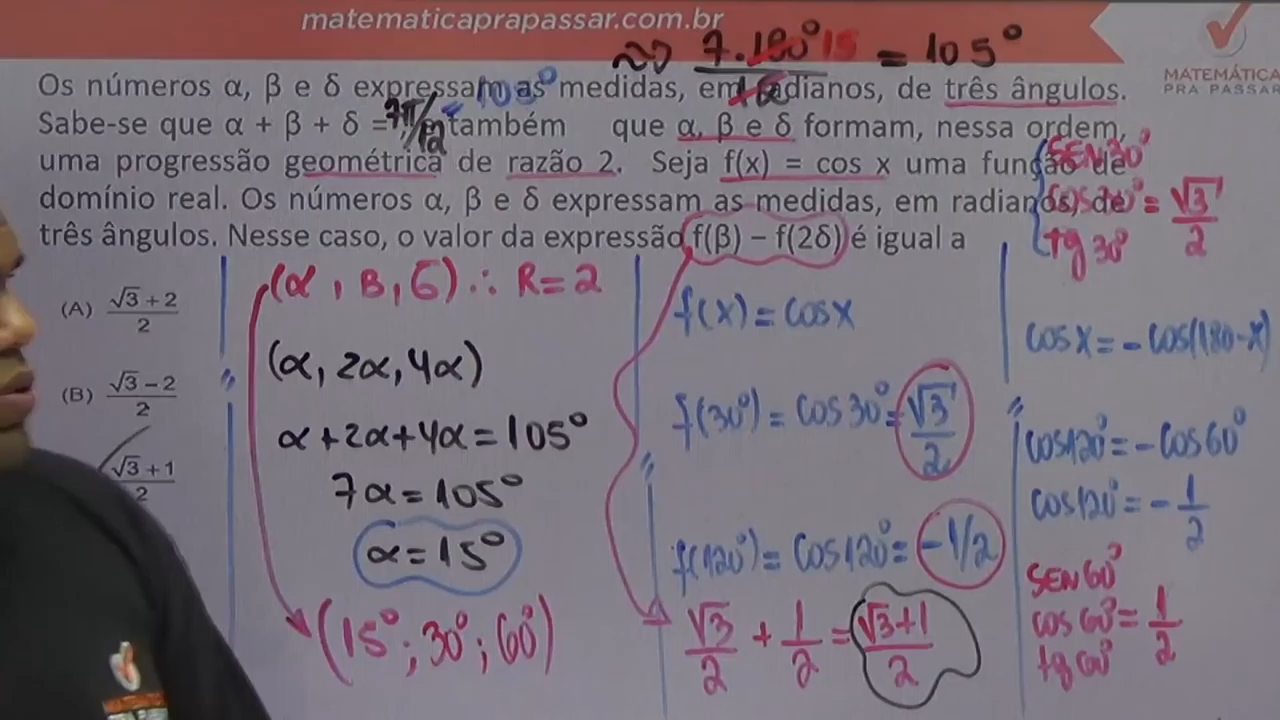 matematicaprapassar.com.br
MATEMÁTICA
PRA PASSAR
7.180° 15 = 105°
12
Os números α, β e δ expressam as medidas, em radianos, de três ângulos.
= 105°
Sabe-se que α + β + δ = 7π/12 também que α, β e δ formam, nessa ordem,
uma progressão geométrica de razão 2. Seja f(x) = cos x uma função de
domínio real. Os números α, β e δ expressam as medidas, em radianos, de
três ângulos. Nesse caso, o valor da expressão f(β) – f(2δ) é igual a
SEN 30°
COS 30° = √3/2
tg 30°
(A) √3 + 2 / 2
(B) √3 – 2 / 2
√3 + 1 / 2
(α, B, 6) ∴ R = 2
(α, 2α, 4α)
α + 2α + 4α = 105°
7α = 105°
α = 15°
(15°; 30°; 60°)
f(x) = cosx
f(30°) = cos 30° = √3/2
f(120°) = cos 120° = -1/2
√3/2 + 1/2 = √3+1/2
cos x = - cos(180-x)
cos 120° = - cos 60°
cos 120° = - 1/2
SEN 60°
cos 60° = 1/2
tg 60°